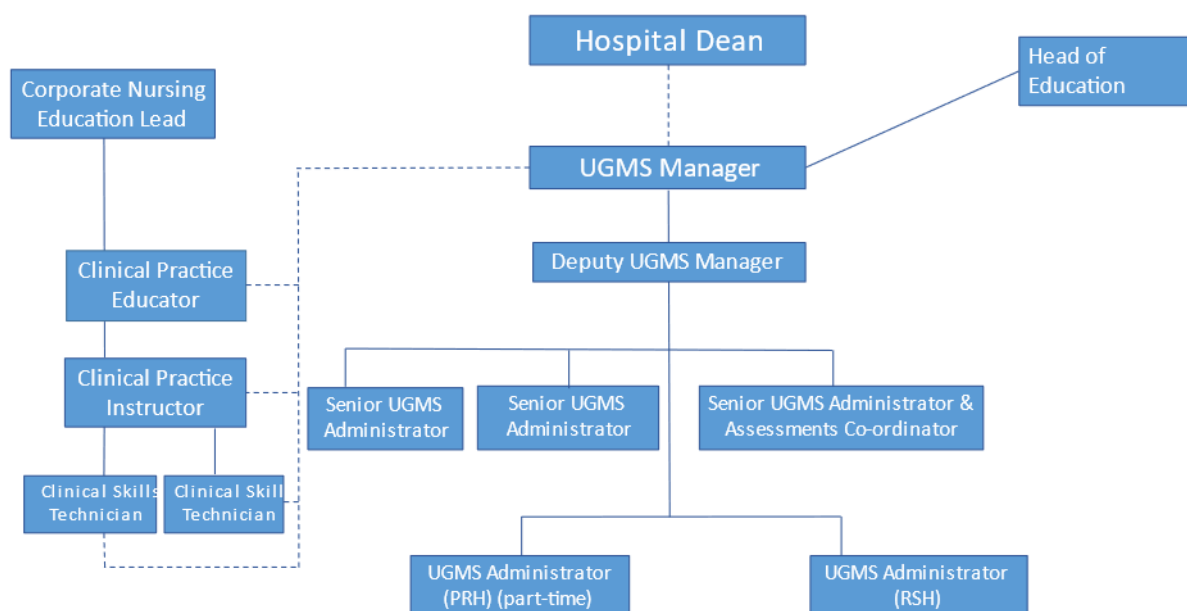 Hospital Dean
Head of
Education
Corporate Nursing
Education Lead
UGMS Manager
Deputy UGMS Manager
Clinical Practice
Educator
Clinical Practice
Instructor
Senior UGMS
Administrator
Senior UGMS
Administrator
Senior UGMS Administrator &
Assessments Co-ordinator
Clinical Skills
Technician
Clinical Skill
Technician
UGMS Administrator
(PRH) (part-time)
UGMS Administrator
(RSH)